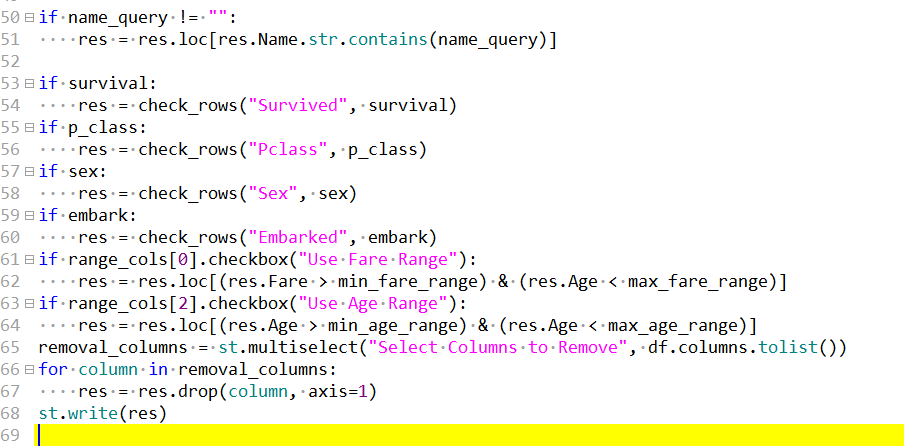 50 if name_query != "":
51     res = res.loc[res.Name.str.contains(name_query)]
52
53 if survival:
54     res = check_rows("Survived", survival)
55 if p_class:
56     res = check_rows("Pclass", p_class)
57 if sex:
58     res = check_rows("Sex", sex)
59 if embark:
60     res = check_rows("Embarked", embark)
61 if range_cols[0].checkbox("Use Fare Range"):
62     res = res.loc[(res.Fare > min_fare_range) & (res.Age < max_fare_range)]
63 if range_cols[2].checkbox("Use Age Range"):
64     res = res.loc[(res.Age > min_age_range) & (res.Age < max_age_range)]
65 removal_columns = st.multiselect("Select Columns to Remove", df.columns.tolist())
66 for column in removal_columns:
67     res = res.drop(column, axis=1)
68 st.write(res)
69